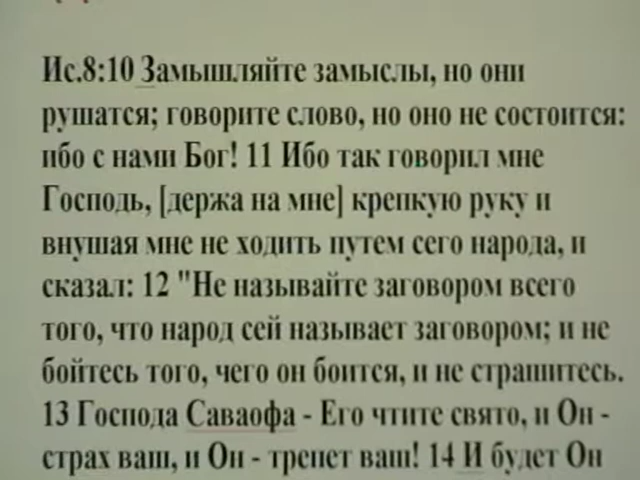 Ис.8:10 Замышляйте замыслы, но они
рушатся; говорите слово, но оно не состоится:
ибо с нами Бог! 11 Ибо так говорил мне
Господь, [держа на мне] крепкую руку и
внушая мне не ходить путем сего народа, и
сказал: 12 "Не называйте заговором всего
того, что народ сей называет заговором; и не
бойтесь того, чего он боится, и не страшитесь.
13 Господа Саваофа - Его чтите свято, и Он -
страх ваш, и Он - трепет ваш! 14 И будет Он